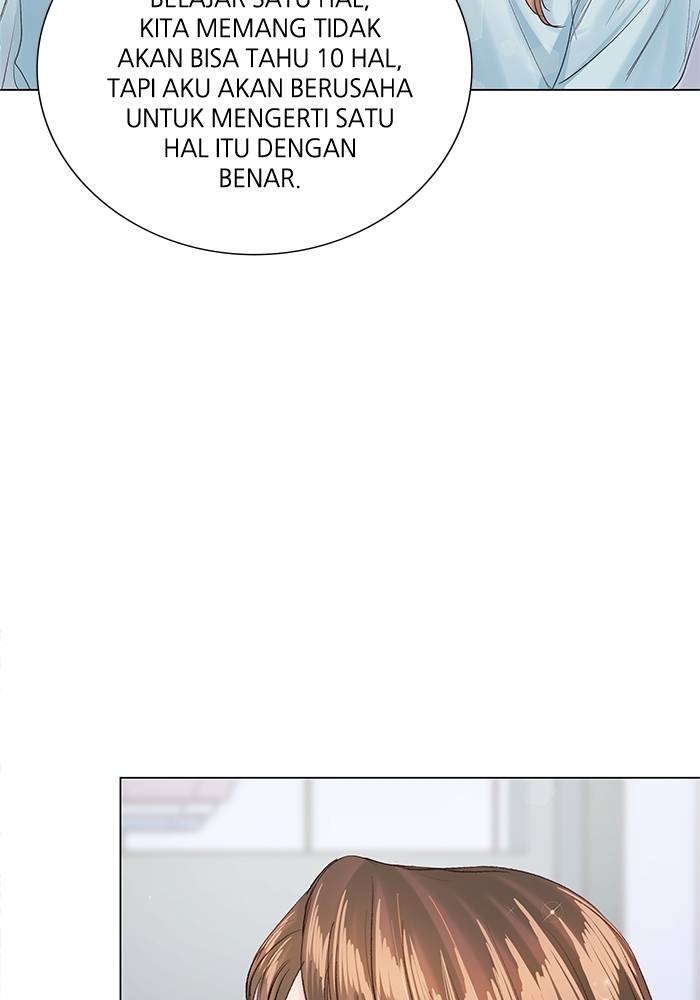 BELAJAR SATU HAL,
KITA MEMANG TIDAK
AKAN BISA TAHU 10 HAL,
TAPI AKU AKAN BERUSAHA
UNTUK MENGERTI SATU
HAL ITU DENGAN
BENAR.